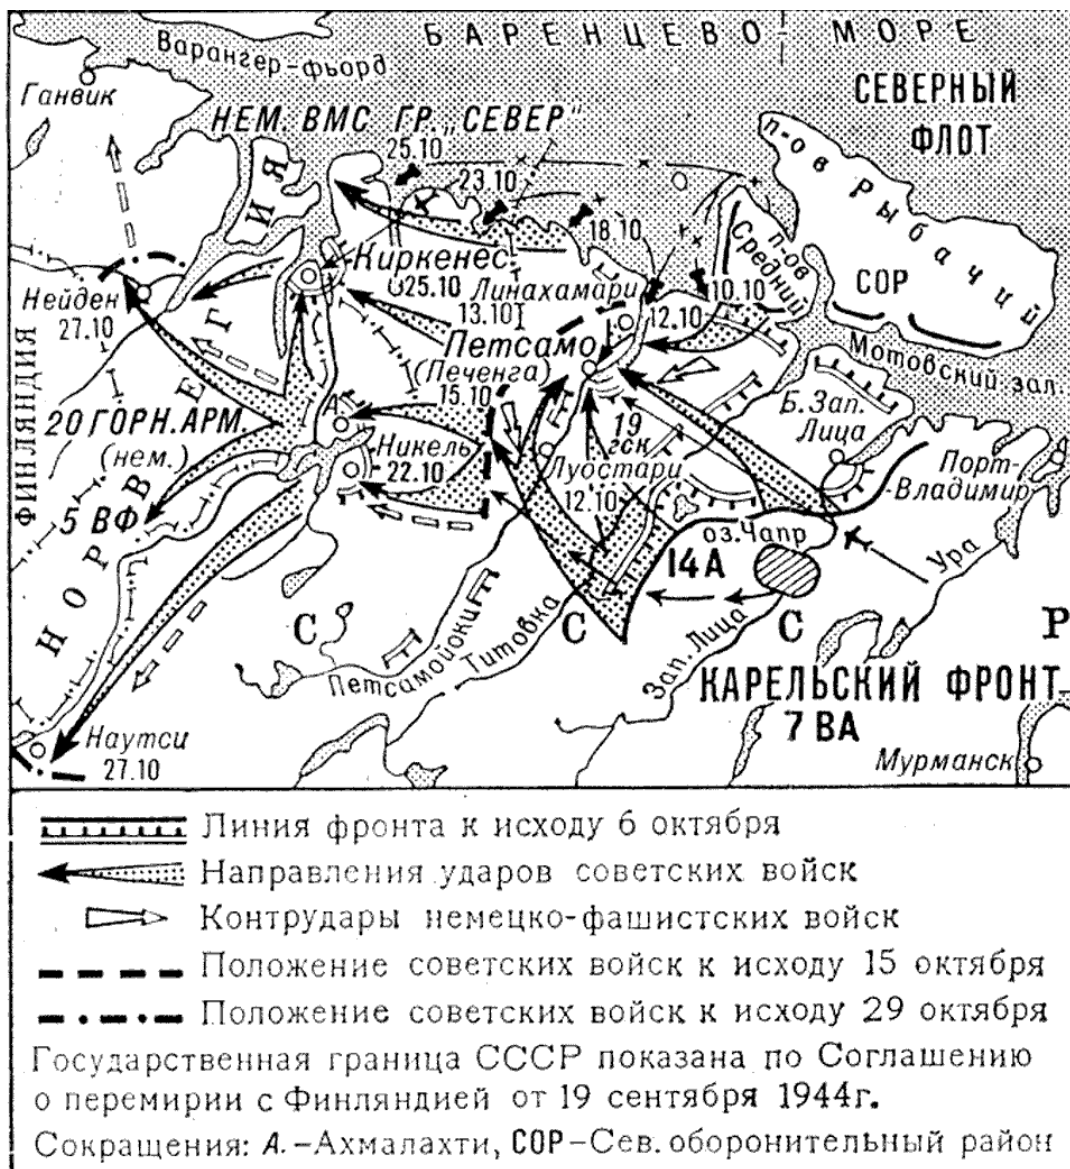 БАРЕНЦЕВО МОРЕ
Варангер-фьорд
Ганвик
СЕВЕРНЫЙ
ФЛОТ
НЕМ. ВМС ГР. „СЕВЕР"
п-ов Рыбачий
25.10
23.10
18.10
п-ов
Средний
СОР
10.10
Киркенес
25.10
Линахамари
13.10
12.10
Нейден
27.10
Мотовский зал.
Петсамо
(Печенга)
15.10
ФИНЛЯНДИЯ
НОРВЕГИЯ
20 ГОРН. АРМ.
(нем.)
А
Никель
22.10
19
гск
Луостари
12.10
Б. Зап.
Лица
Порт-
-Владимир
5 ВФ
оз. Чапр
14А
Ура
С С С Р
Петсамойоки
Титовка
Зап. Лица
КАРЕЛЬСКИЙ ФРОНТ
7 ВА
Наутси
27.10
Мурманск
Линия фронта к исходу 6 октября
Направления ударов советских войск
Контрудары немецко-фашистских войск
Положение советских войск к исходу 15 октября
Положение советских войск к исходу 29 октября
Государственная граница СССР показана по Соглашению
о перемирии с Финляндией от 19 сентября 1944г.
Сокращения: А.-Ахмалахти, СОР-Сев. оборонительный район